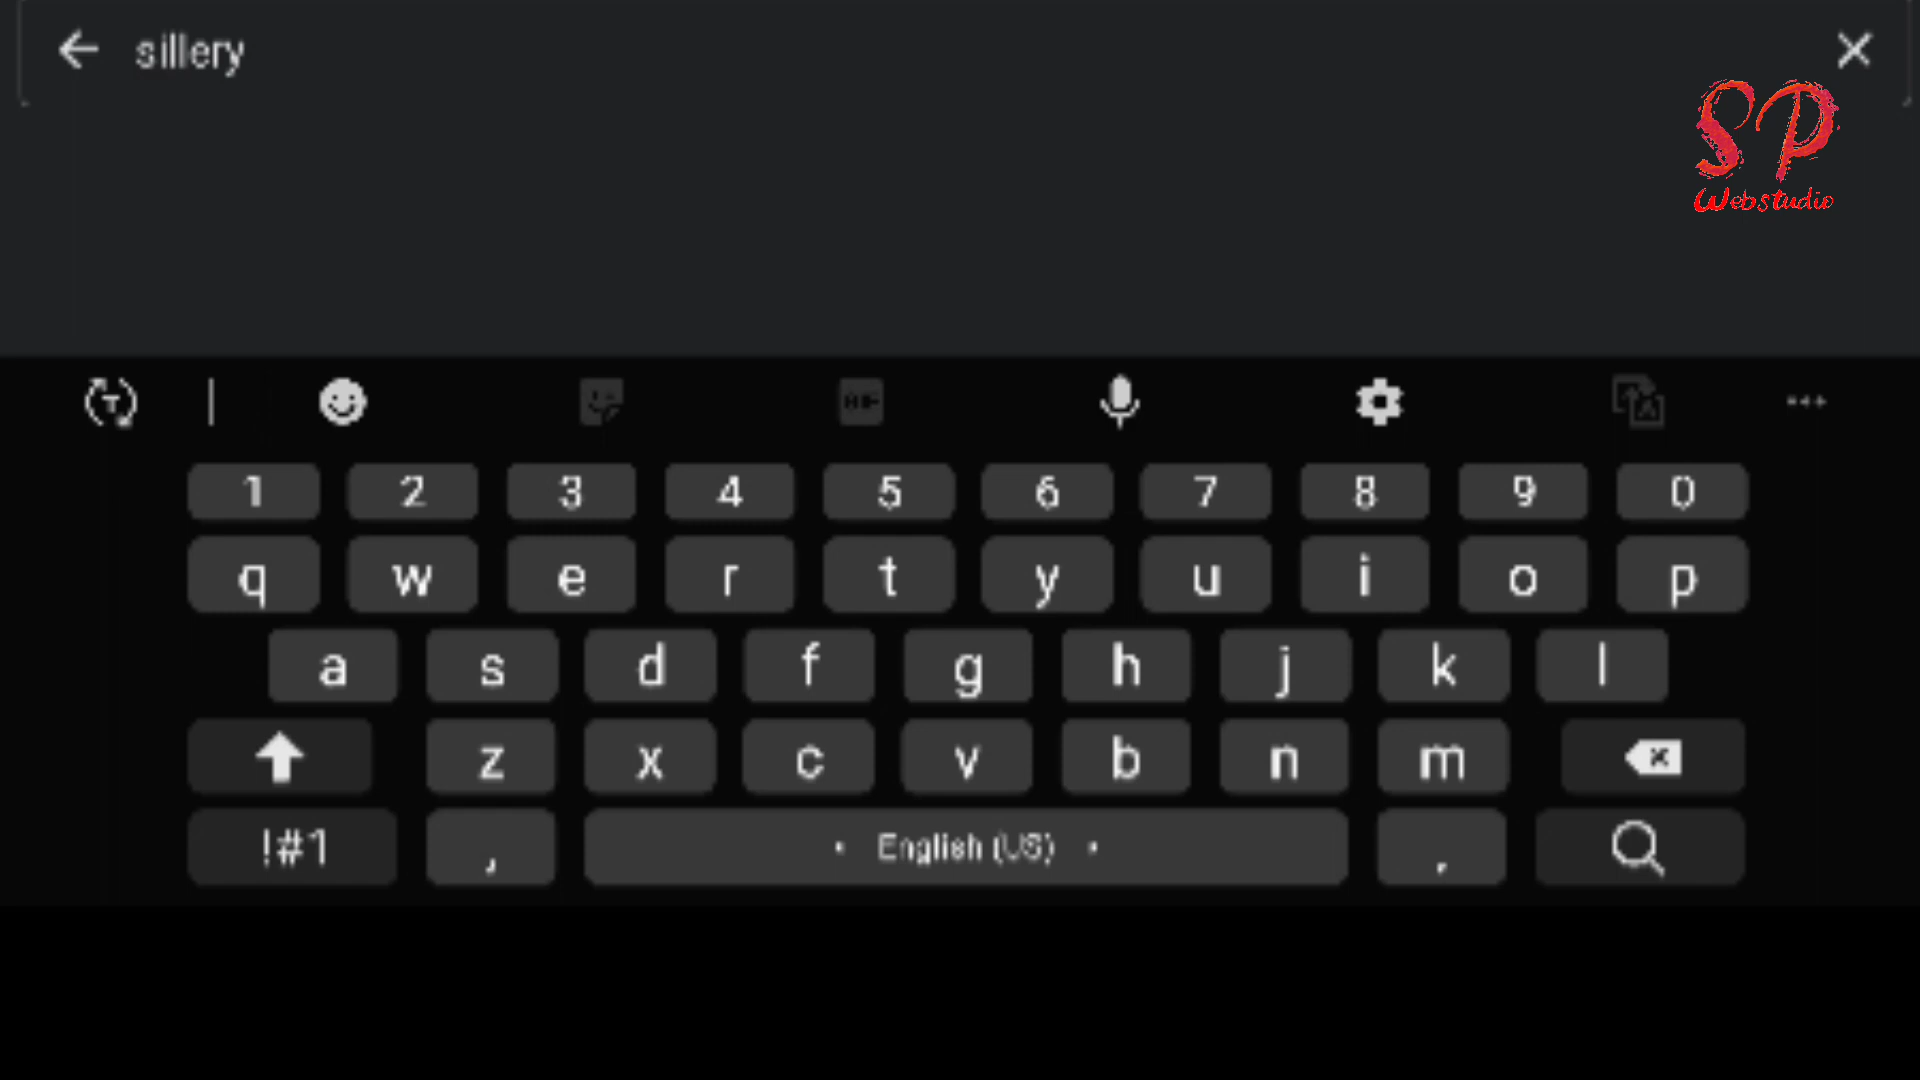 sillery
SP
Webstudio
1 2 3 4 5 6 7 8 9 0
q w e r t y u i o p
a s d f g h j k l
z x c v b n m
!#1 , English (US) .